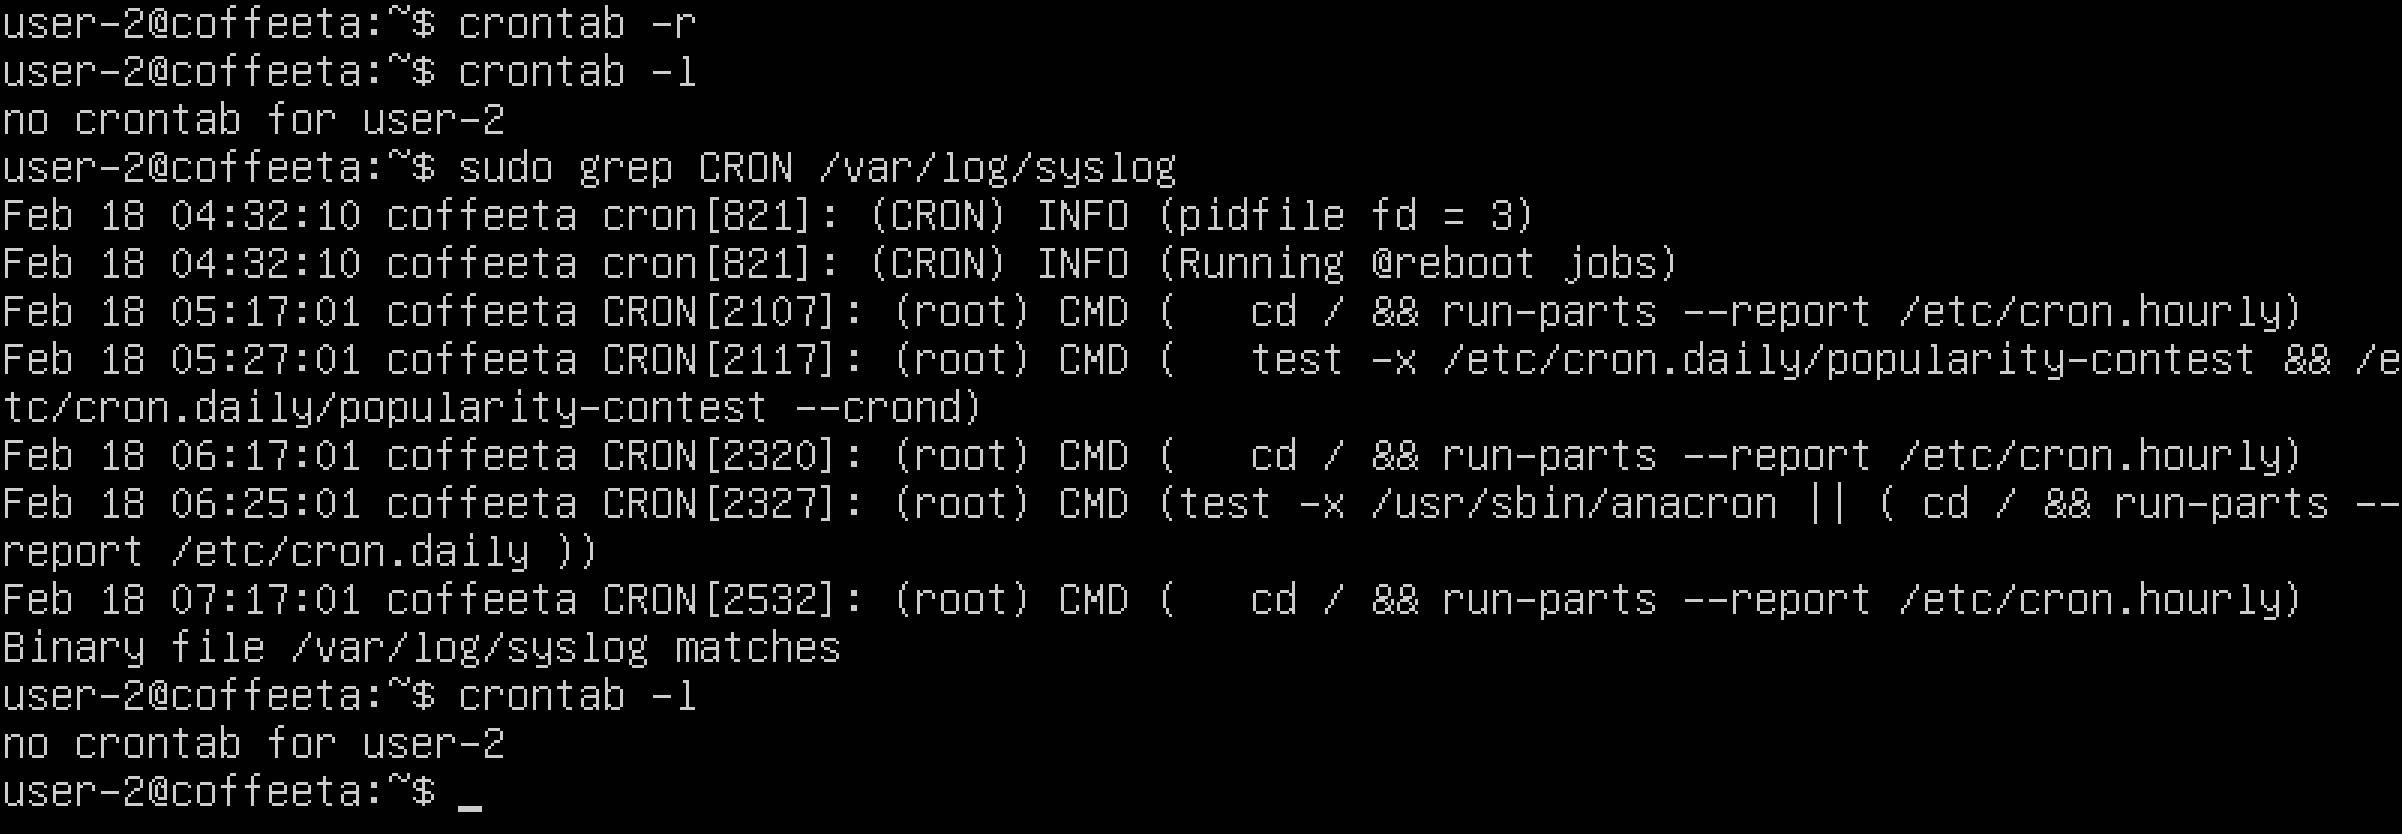 user-2@coffeeta:~$ crontab -r
user-2@coffeeta:~$ crontab -l
no crontab for user-2
user-2@coffeeta:~$ sudo grep CRON /var/log/syslog
Feb 18 04:32:10 coffeeta cron[821]: (CRON) INFO (pidfile fd = 3)
Feb 18 04:32:10 coffeeta cron[821]: (CRON) INFO (Running @reboot jobs)
Feb 18 05:17:01 coffeeta CRON[2107]: (root) CMD (   cd / && run-parts --report /etc/cron.hourly)
Feb 18 05:27:01 coffeeta CRON[2117]: (root) CMD (   test -x /etc/cron.daily/popularity-contest && /e
tc/cron.daily/popularity-contest --crond)
Feb 18 06:17:01 coffeeta CRON[2320]: (root) CMD (   cd / && run-parts --report /etc/cron.hourly)
Feb 18 06:25:01 coffeeta CRON[2327]: (root) CMD (test -x /usr/sbin/anacron || ( cd / && run-parts --
report /etc/cron.daily ))
Feb 18 07:17:01 coffeeta CRON[2532]: (root) CMD (   cd / && run-parts --report /etc/cron.hourly)
Binary file /var/log/syslog matches
user-2@coffeeta:~$ crontab -l
no crontab for user-2
user-2@coffeeta:~$ _